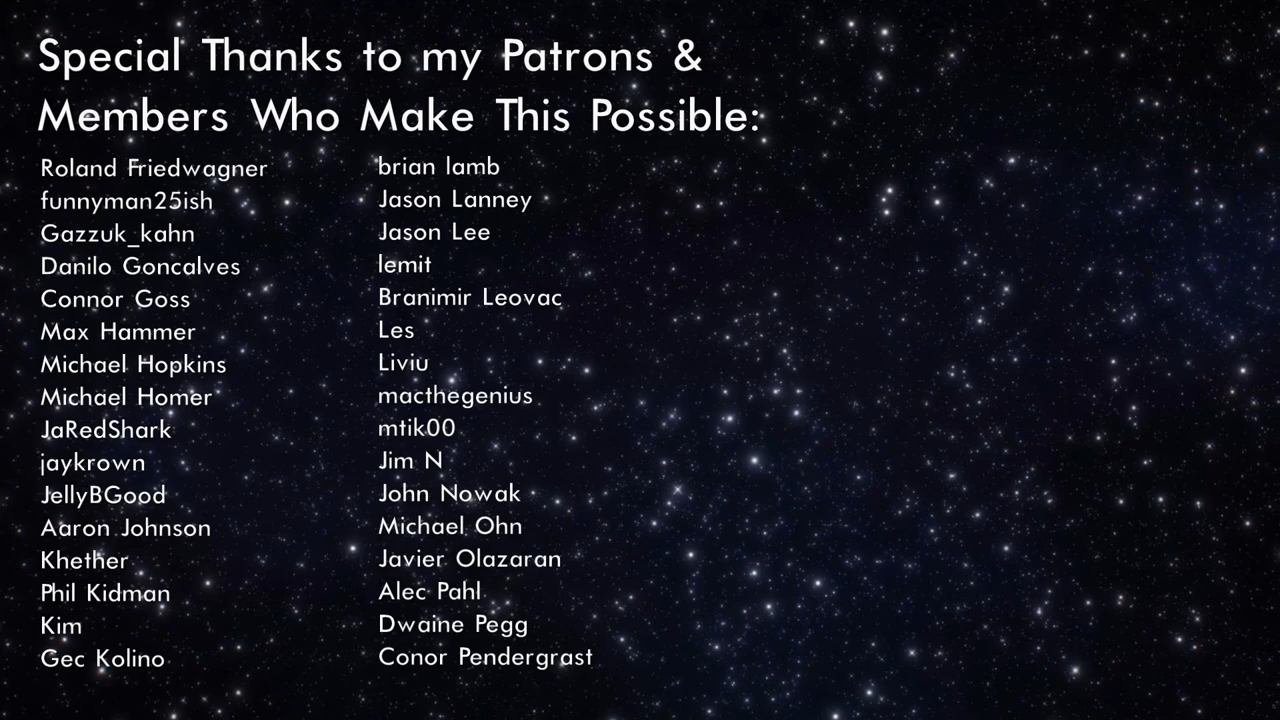 Special Thanks to my Patrons &
Members Who Make This Possible:
Roland Friedwagner
funnyman25ish
Gazzuk_kahn
Danilo Goncalves
Connor Goss
Max Hammer
Michael Hopkins
Michael Homer
JaRedShark
jaykrown
JellyBGood
Aaron Johnson
Khether
Phil Kidman
Kim
Gec Kolino
brian lamb
Jason Lanney
Jason Lee
lemit
Branimir Leovac
Les
Liviu
macthegenius
mtik00
Jim N
John Nowak
Michael Ohn
Javier Olazaran
Alec Pahl
Dwaine Pegg
Conor Pendergrast